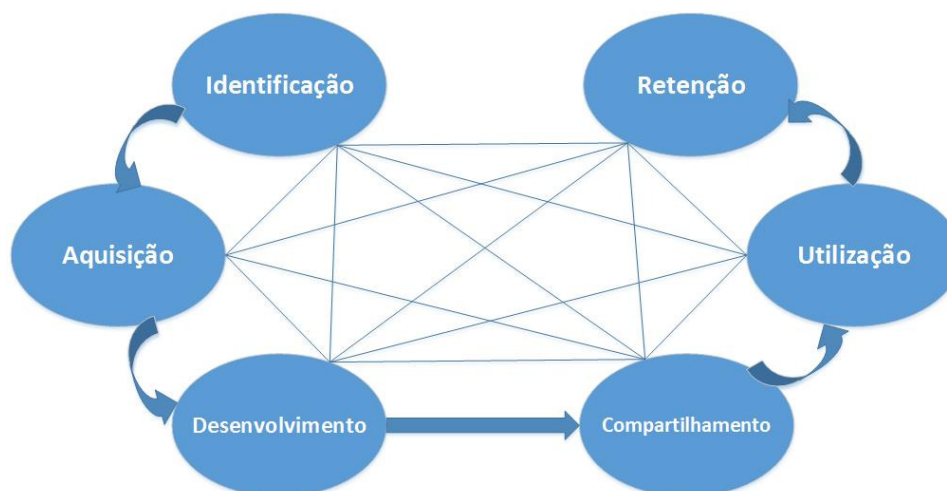 Identificação
Retenção
Aquisição
Utilização
Desenvolvimento
Compartilhamento